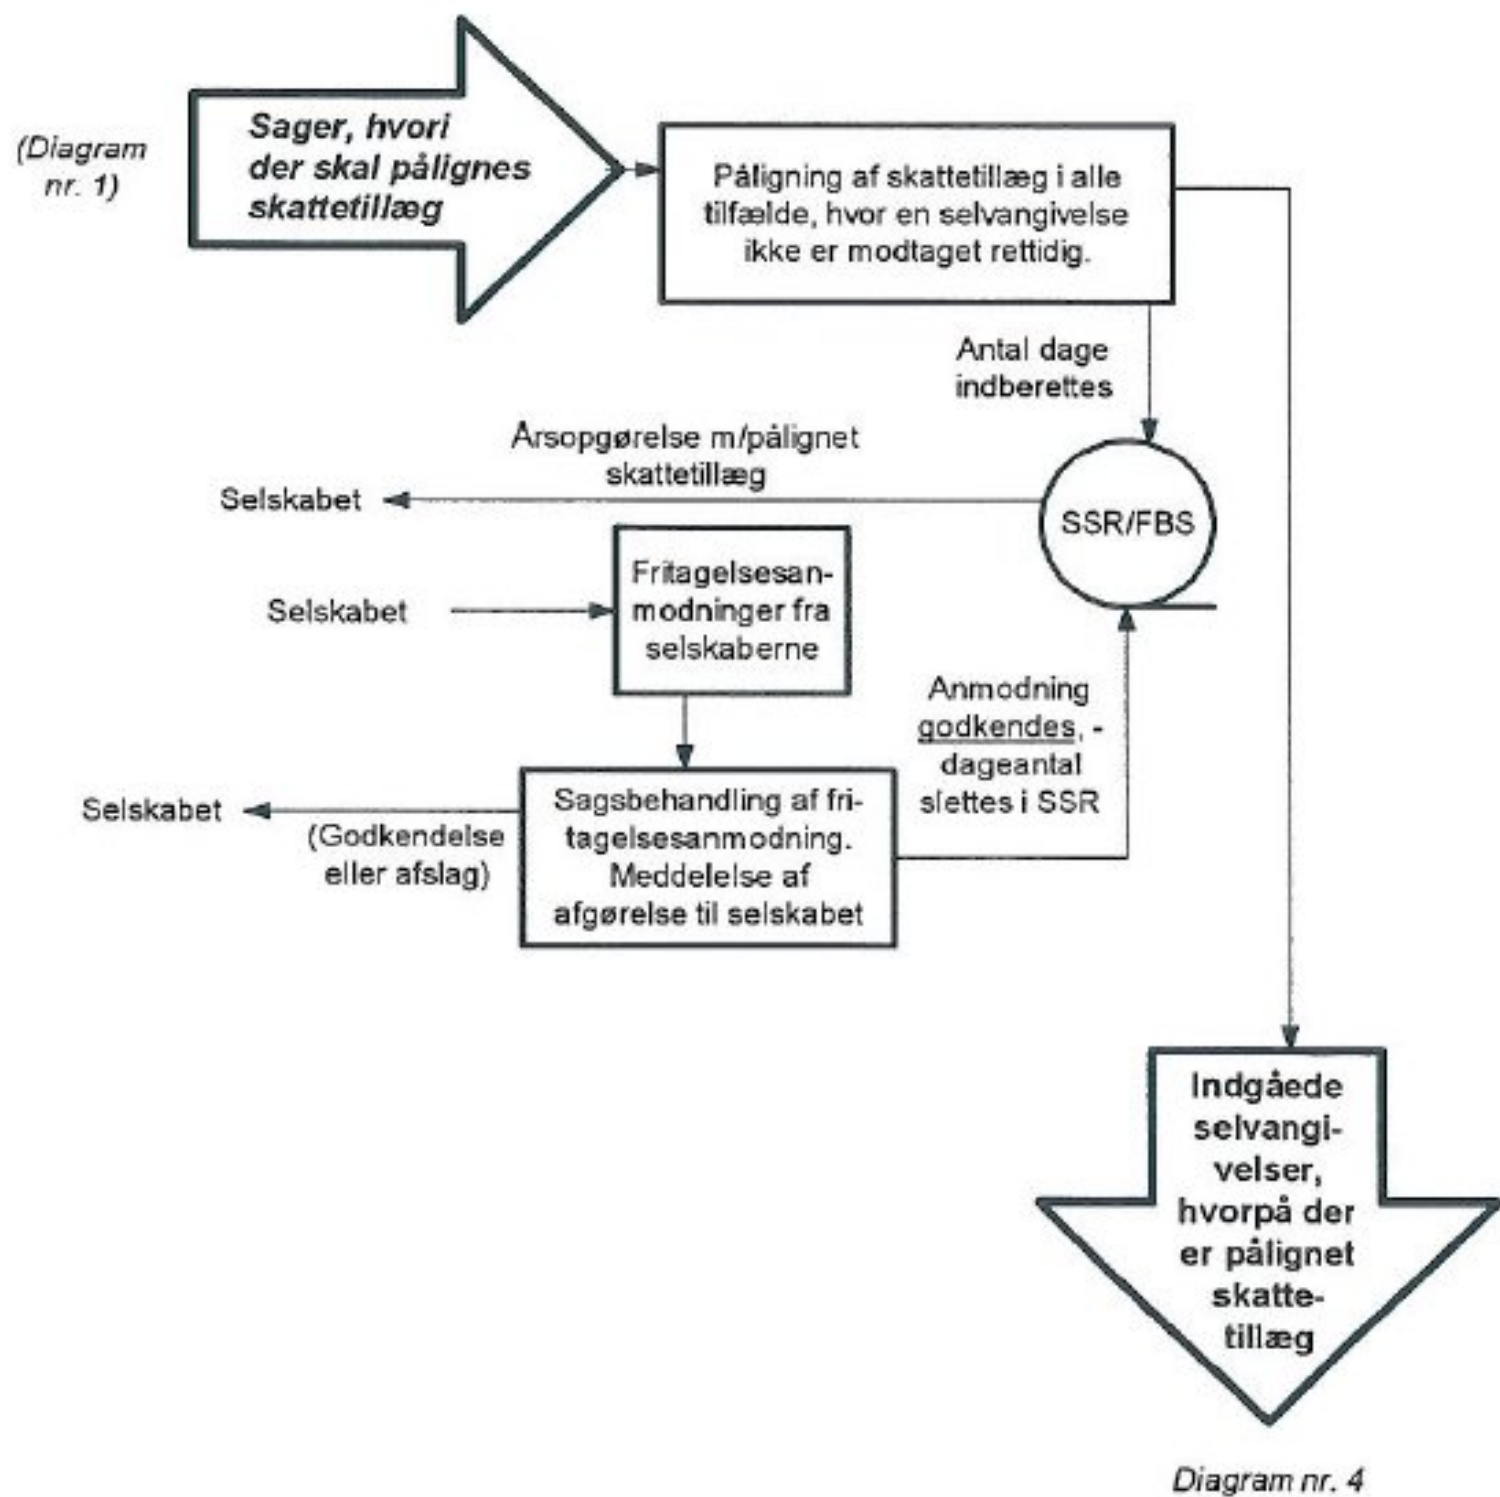 (Diagram
nr. 1)
Sager, hvori
der skal pålignes
skattetillæg
Påligning af skattetillæg i alle
tilfælde, hvor en selvangivelse
ikke er modtaget rettidig.
Antal dage
indberettes
Årsopgørelse m/pålignet
skattetillæg
Selskabet
SSR/FBS
Selskabet
Fritagelsesan-
modninger fra
selskaberne
Anmodning
godkendes, -
dageantal
slettes i SSR
Selskabet
(Godkendelse
eller afslag)
Sagsbehandling af fri-
tagelsesanmodning.
Meddelelse af
afgørelse til selskabet
Indgåede
selvangi-
velser,
hvorpå der
er pålignet
skatte-
tillæg
Diagram nr. 4